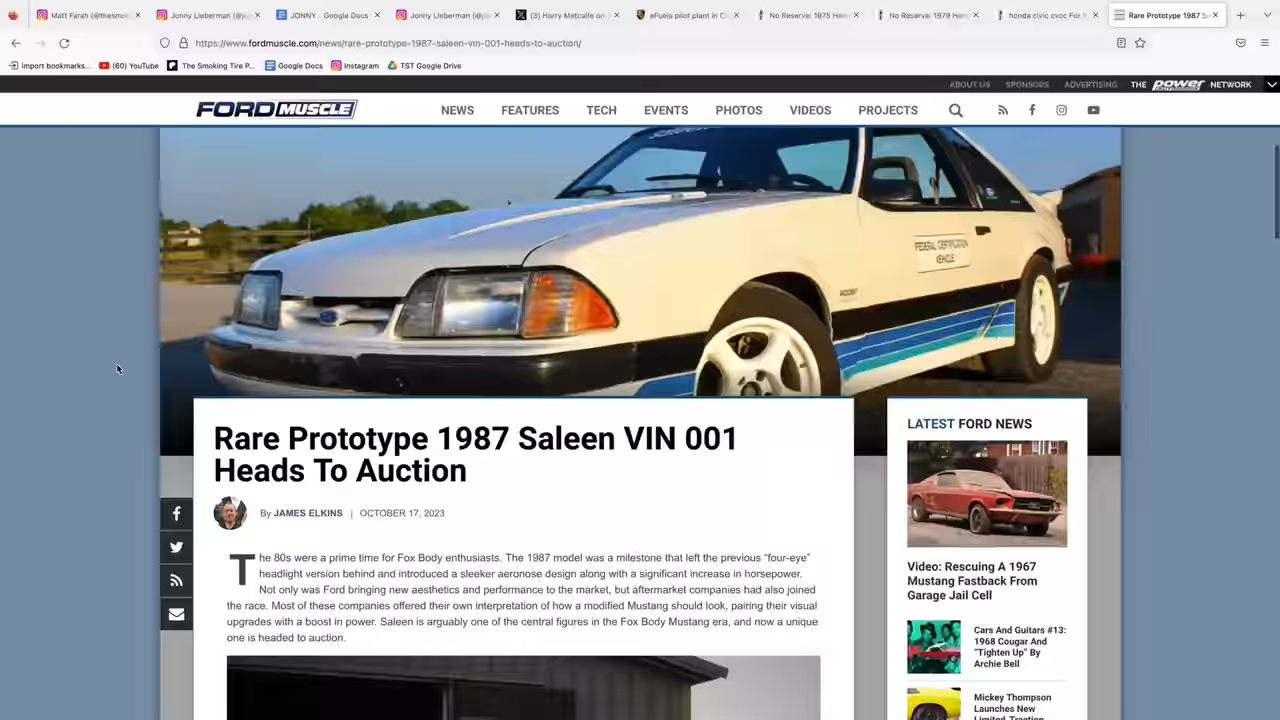 Matt Farah (@thesmok
Jonny Lieberman (@jo
JONNY - Google Docs
Jonny Lieberman (@jo
(3) Harry Metcalfe on
eFuels pilot plant in C
No Reserve: 1975 Hers
No Reserve: 1979 Hers
honda civic cvcc For
Rare Prototype 1987 S
https://www.fordmuscle.com/news/rare-prototype-1987-saleen-vin-001-heads-to-auction/
Import bookmarks...
(60) YouTube
The Smoking Tire P...
Google Docs
Instagram
TST Google Drive
ABOUT US
SPONSORS
ADVERTISING
THE power NETWORK
FORD MUSCLE
NEWS
FEATURES
TECH
EVENTS
PHOTOS
VIDEOS
PROJECTS
FEDERAL CERTIFICATION
VEHICLE
Rare Prototype 1987 Saleen VIN 001
Heads To Auction
By JAMES ELKINS | OCTOBER 17, 2023
The 80s were a prime time for Fox Body enthusiasts. The 1987 model was a milestone that left the previous “four-eye”
headlight version behind and introduced a sleeker aeronose design along with a significant increase in horsepower.
Not only was Ford bringing new aesthetics and performance to the market, but aftermarket companies had also joined
the race. Most of these companies offered their own interpretation of how a modified Mustang should look, pairing their visual
upgrades with a boost in power. Saleen is arguably one of the central figures in the Fox Body Mustang era, and now a unique
one is headed to auction.
LATEST FORD NEWS
Video: Rescuing A 1967
Mustang Fastback From
Garage Jail Cell
Cars And Guitars #13:
1968 Cougar And
“Tighten Up” By
Archie Bell
Mickey Thompson
Launches New
Limited-Traction